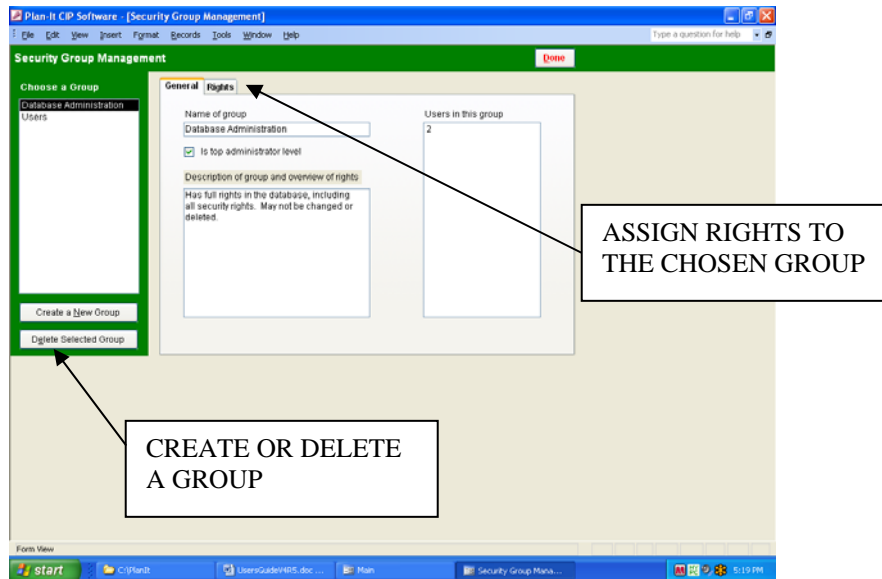 Plan-It CIP Software - [Security Group Management]
File Edit View Insert Format Records Tools Window Help
Type a question for help
Security Group Management
Done
Choose a Group
Database Administration
Users
General Rights
Name of group
Database Administration
Is top administrator level
Description of group and overview of rights
Has full rights in the database, including
all security rights. May not be changed or
deleted.
Users in this group
2
ASSIGN RIGHTS TO
THE CHOSEN GROUP
Create a New Group
Delete Selected Group
CREATE OR DELETE
A GROUP
Form View
start
C:\PlanIt
UsersGuideV4R5.doc ...
Main
Security Group Mana...
5:19 PM